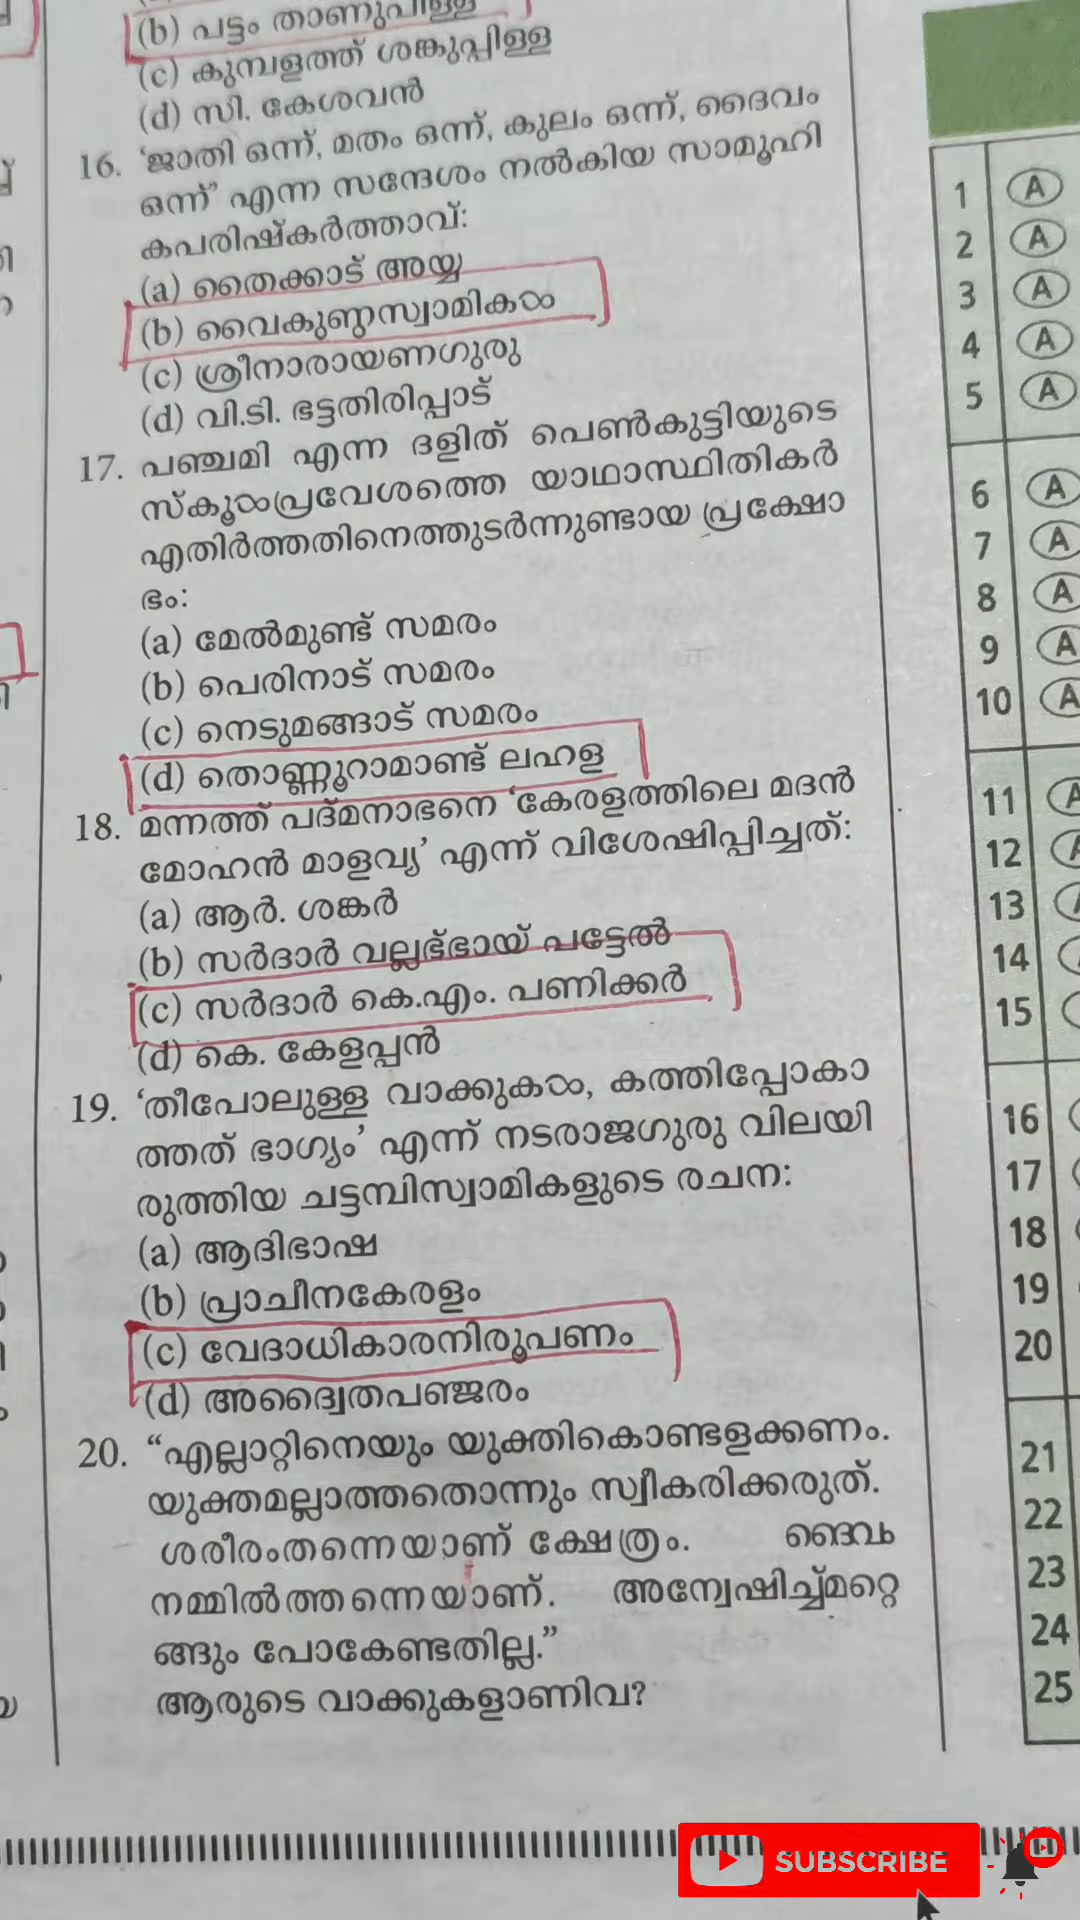 (b) പട്ടം താണുപിള്ള
(c) കുമ്പളത്ത് ശങ്കുപ്പിള്ള
(d) സി. കേശവൻ
16. ‘ജാതി ഒന്ന്, മതം ഒന്ന്, കുലം ഒന്ന്, ദൈവം
ഒന്ന്’ എന്ന സന്ദേശം നൽകിയ സാമൂഹി
കപരിഷ്കർത്താവ്:
(a) തൈക്കാട് അയ്യ
(b) വൈകുണ്ഠസ്വാമികൾ
(c) ശ്രീനാരായണഗുരു
(d) വി.ടി. ഭട്ടതിരിപ്പാട്
17. പഞ്ചമി എന്ന ദളിത് പെൺകുട്ടിയുടെ
സ്കൂൾപ്രവേശത്തെ യാഥാസ്ഥിതികർ
എതിർത്തതിനെത്തുടർന്നുണ്ടായ പ്രക്ഷോ
ഭം:
(a) മേൽമുണ്ട് സമരം
(b) പെരിനാട് സമരം
(c) നെടുമങ്ങാട് സമരം
(d) തൊണ്ണൂറാമാണ്ട് ലഹള
18. മന്നത്ത് പദ്മനാഭനെ ‘കേരളത്തിലെ മദൻ
മോഹൻ മാളവ്യ’ എന്ന് വിശേഷിപ്പിച്ചത്:
(a) ആർ. ശങ്കർ
(b) സർദാർ വല്ലഭ്ഭായ് പട്ടേൽ
(c) സർദാർ കെ.എം. പണിക്കർ
(d) കെ. കേളപ്പൻ
19. ‘തീപോലുള്ള വാക്കുകൾ, കത്തിപ്പോകാ
ത്തത് ഭാഗ്യം’ എന്ന് നടരാജഗുരു വിലയി
രുത്തിയ ചട്ടമ്പിസ്വാമികളുടെ രചന:
(a) ആദിഭാഷ
(b) പ്രാചീനകേരളം
(c) വേദാധികാരനിരൂപണം
(d) അദ്വൈതപഞ്ജരം
20. “എല്ലാറ്റിനെയും യുക്തികൊണ്ടളക്കണം.
യുക്തമല്ലാത്തതൊന്നും സ്വീകരിക്കരുത്.
ശരീരംതന്നെയാണ് ക്ഷേത്രം. ദൈവം
നമ്മിൽത്തന്നെയാണ്. അന്വേഷിച്ച്മറ്റെ
ങ്ങും പോകേണ്ടതില്ല.”
ആരുടെ വാക്കുകളാണിവ?
1 A
2 A
3 A
4 A
5 A
6 A
7 A
8 A
9 A
10 A
11 A
12 A
13
14
15
16
17
18
19
20
21
22
23
24
25
SUBSCRIBE